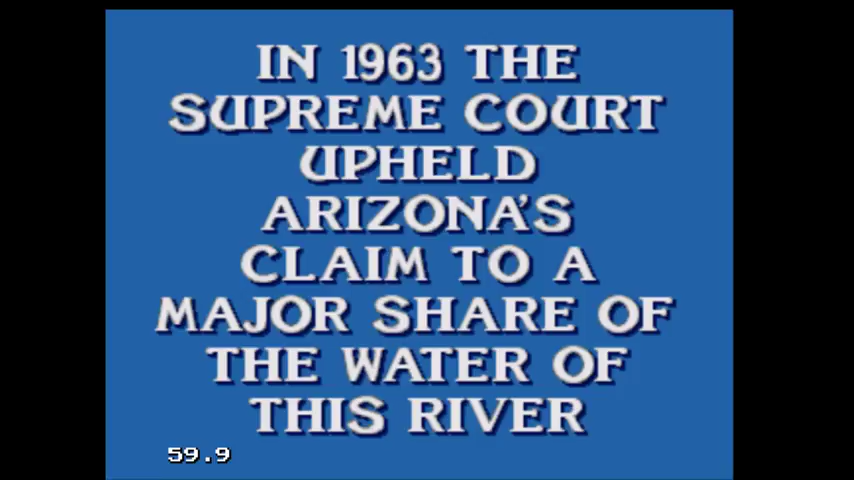 IN 1963 THE
SUPREME COURT
UPHELD
ARIZONA'S
CLAIM TO A
MAJOR SHARE OF
THE WATER OF
THIS RIVER
59.9